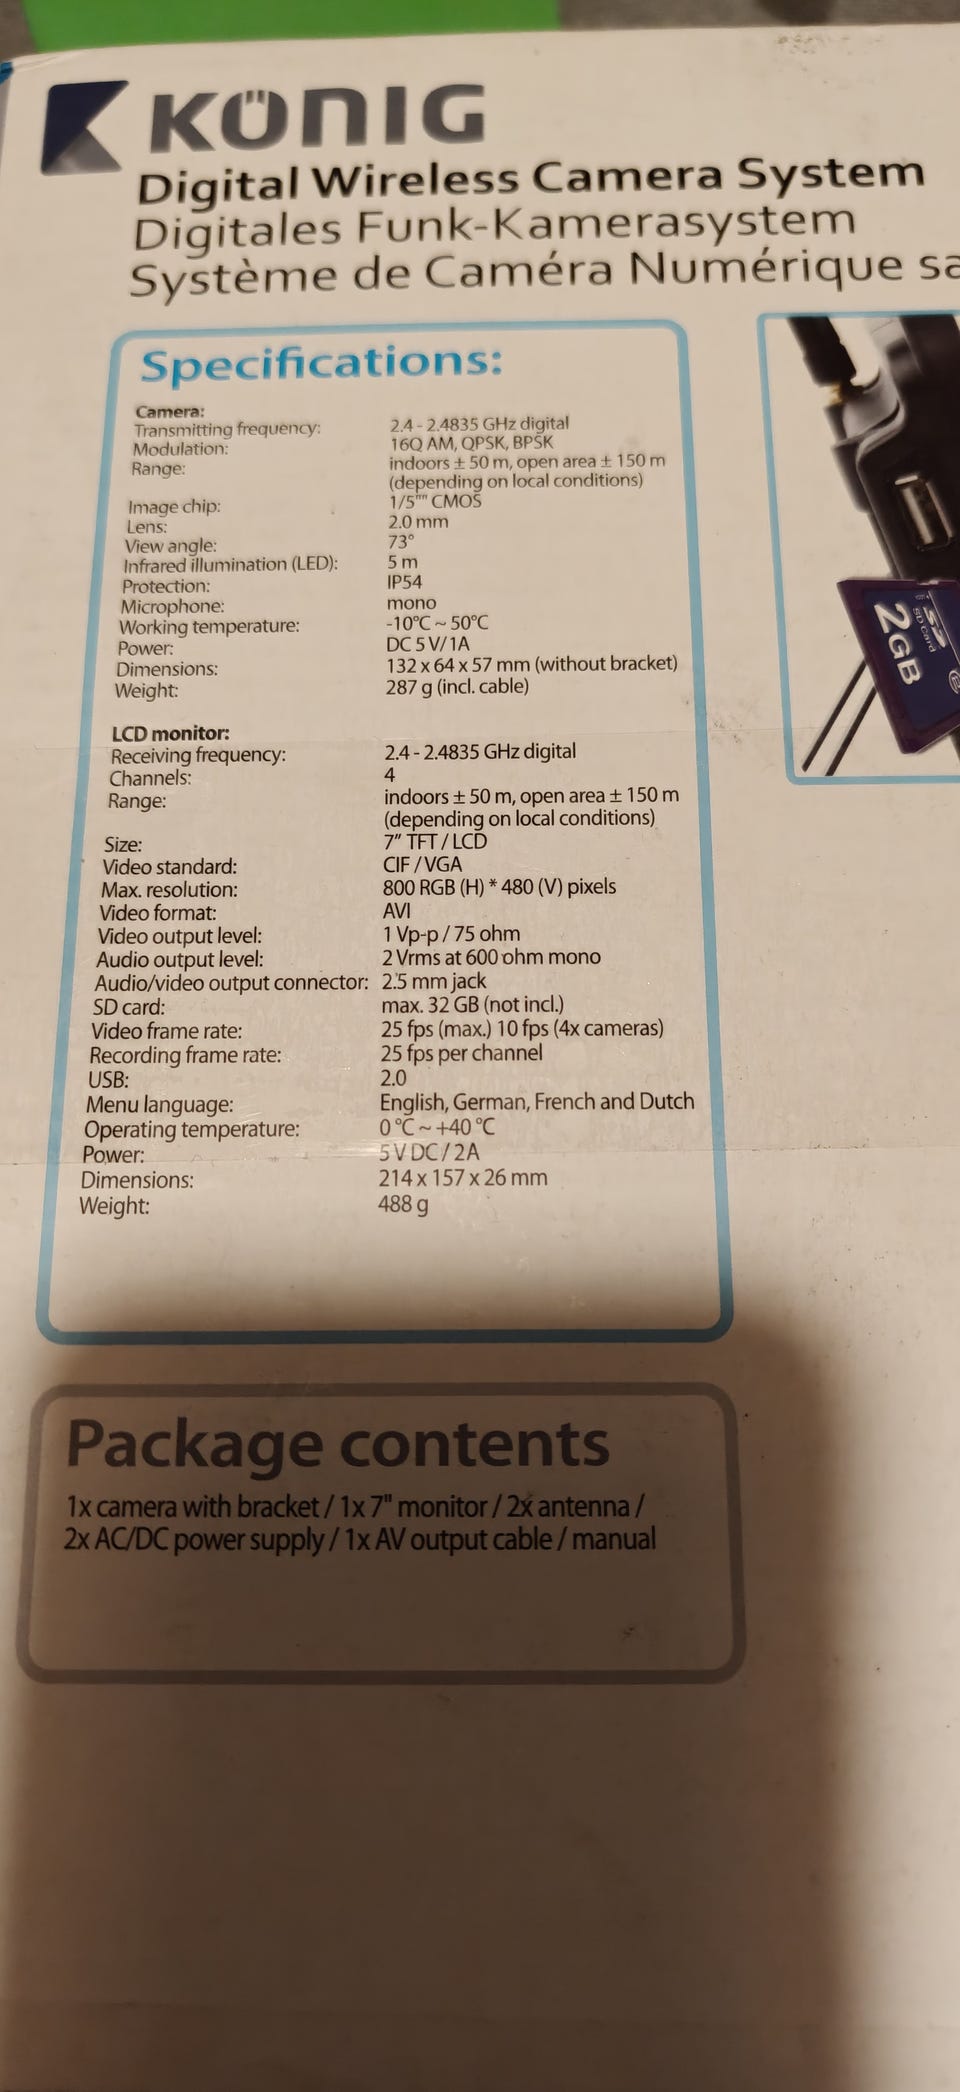 KÖNIG
Digital Wireless Camera System
Digitales Funk-Kamerasystem
Système de Caméra Numérique sa
Specifications:
Camera:
Transmitting frequency: 2.4 - 2.4835 GHz digital
Modulation: 16Q AM, QPSK, BPSK
Range: indoors ± 50 m, open area ± 150 m
(depending on local conditions)
Image chip: 1/5"" CMOS
Lens: 2.0 mm
View angle: 73°
Infrared illumination (LED): 5 m
Protection: IP54
Microphone: mono
Working temperature: -10°C ~ 50°C
Power: DC 5 V/1A
Dimensions: 132 x 64 x 57 mm (without bracket)
Weight: 287 g (incl. cable)
LCD monitor:
Receiving frequency: 2.4 - 2.4835 GHz digital
Channels: 4
Range: indoors ± 50 m, open area ± 150 m
(depending on local conditions)
Size: 7" TFT / LCD
Video standard: CIF / VGA
Max. resolution: 800 RGB (H) * 480 (V) pixels
Video format: AVI
Video output level: 1 Vp-p / 75 ohm
Audio output level: 2 Vrms at 600 ohm mono
Audio/video output connector: 2.5 mm jack
SD card: max. 32 GB (not incl.)
Video frame rate: 25 fps (max.) 10 fps (4x cameras)
Recording frame rate: 25 fps per channel
USB: 2.0
Menu language: English, German, French and Dutch
Operating temperature: 0 °C ~ +40 °C
Power: 5 V DC / 2A
Dimensions: 214 x 157 x 26 mm
Weight: 488 g
Package contents
1x camera with bracket / 1x 7" monitor / 2x antenna /
2x AC/DC power supply / 1x AV output cable / manual
SD Card
2GB